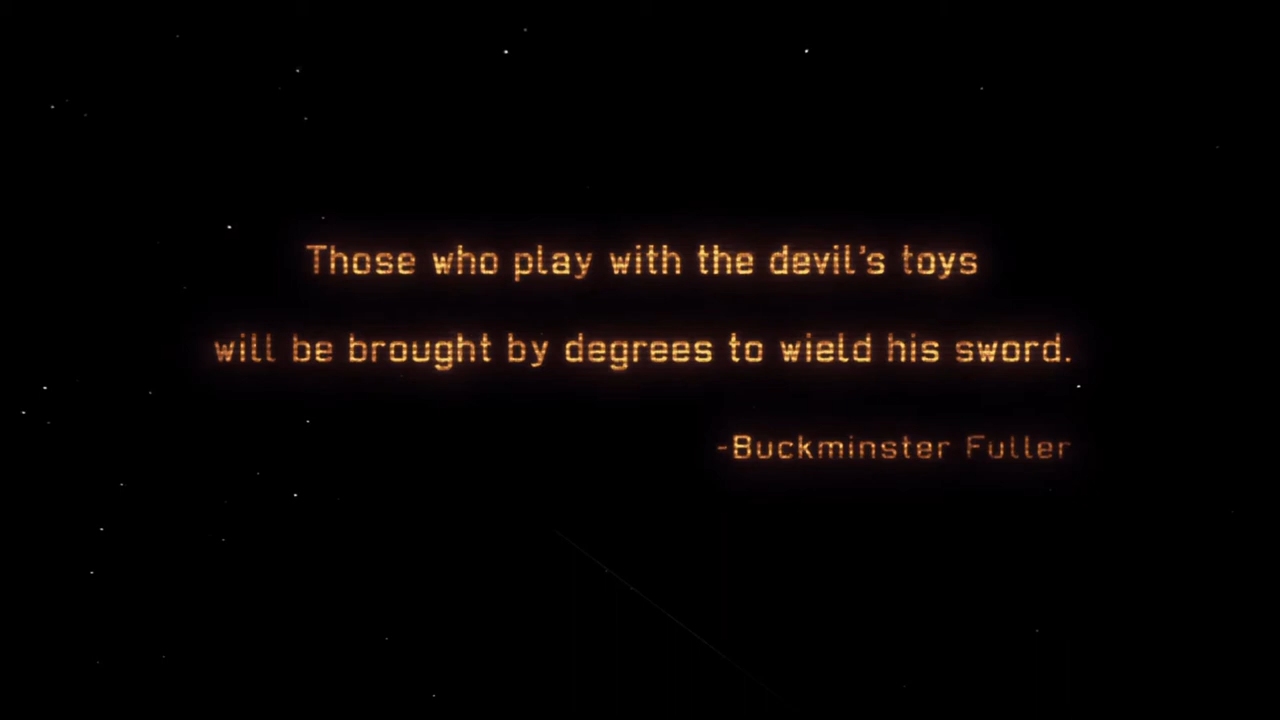 Those who play with the devil's toys
will be brought by degrees to wield his sword.
-Buckminster Fuller